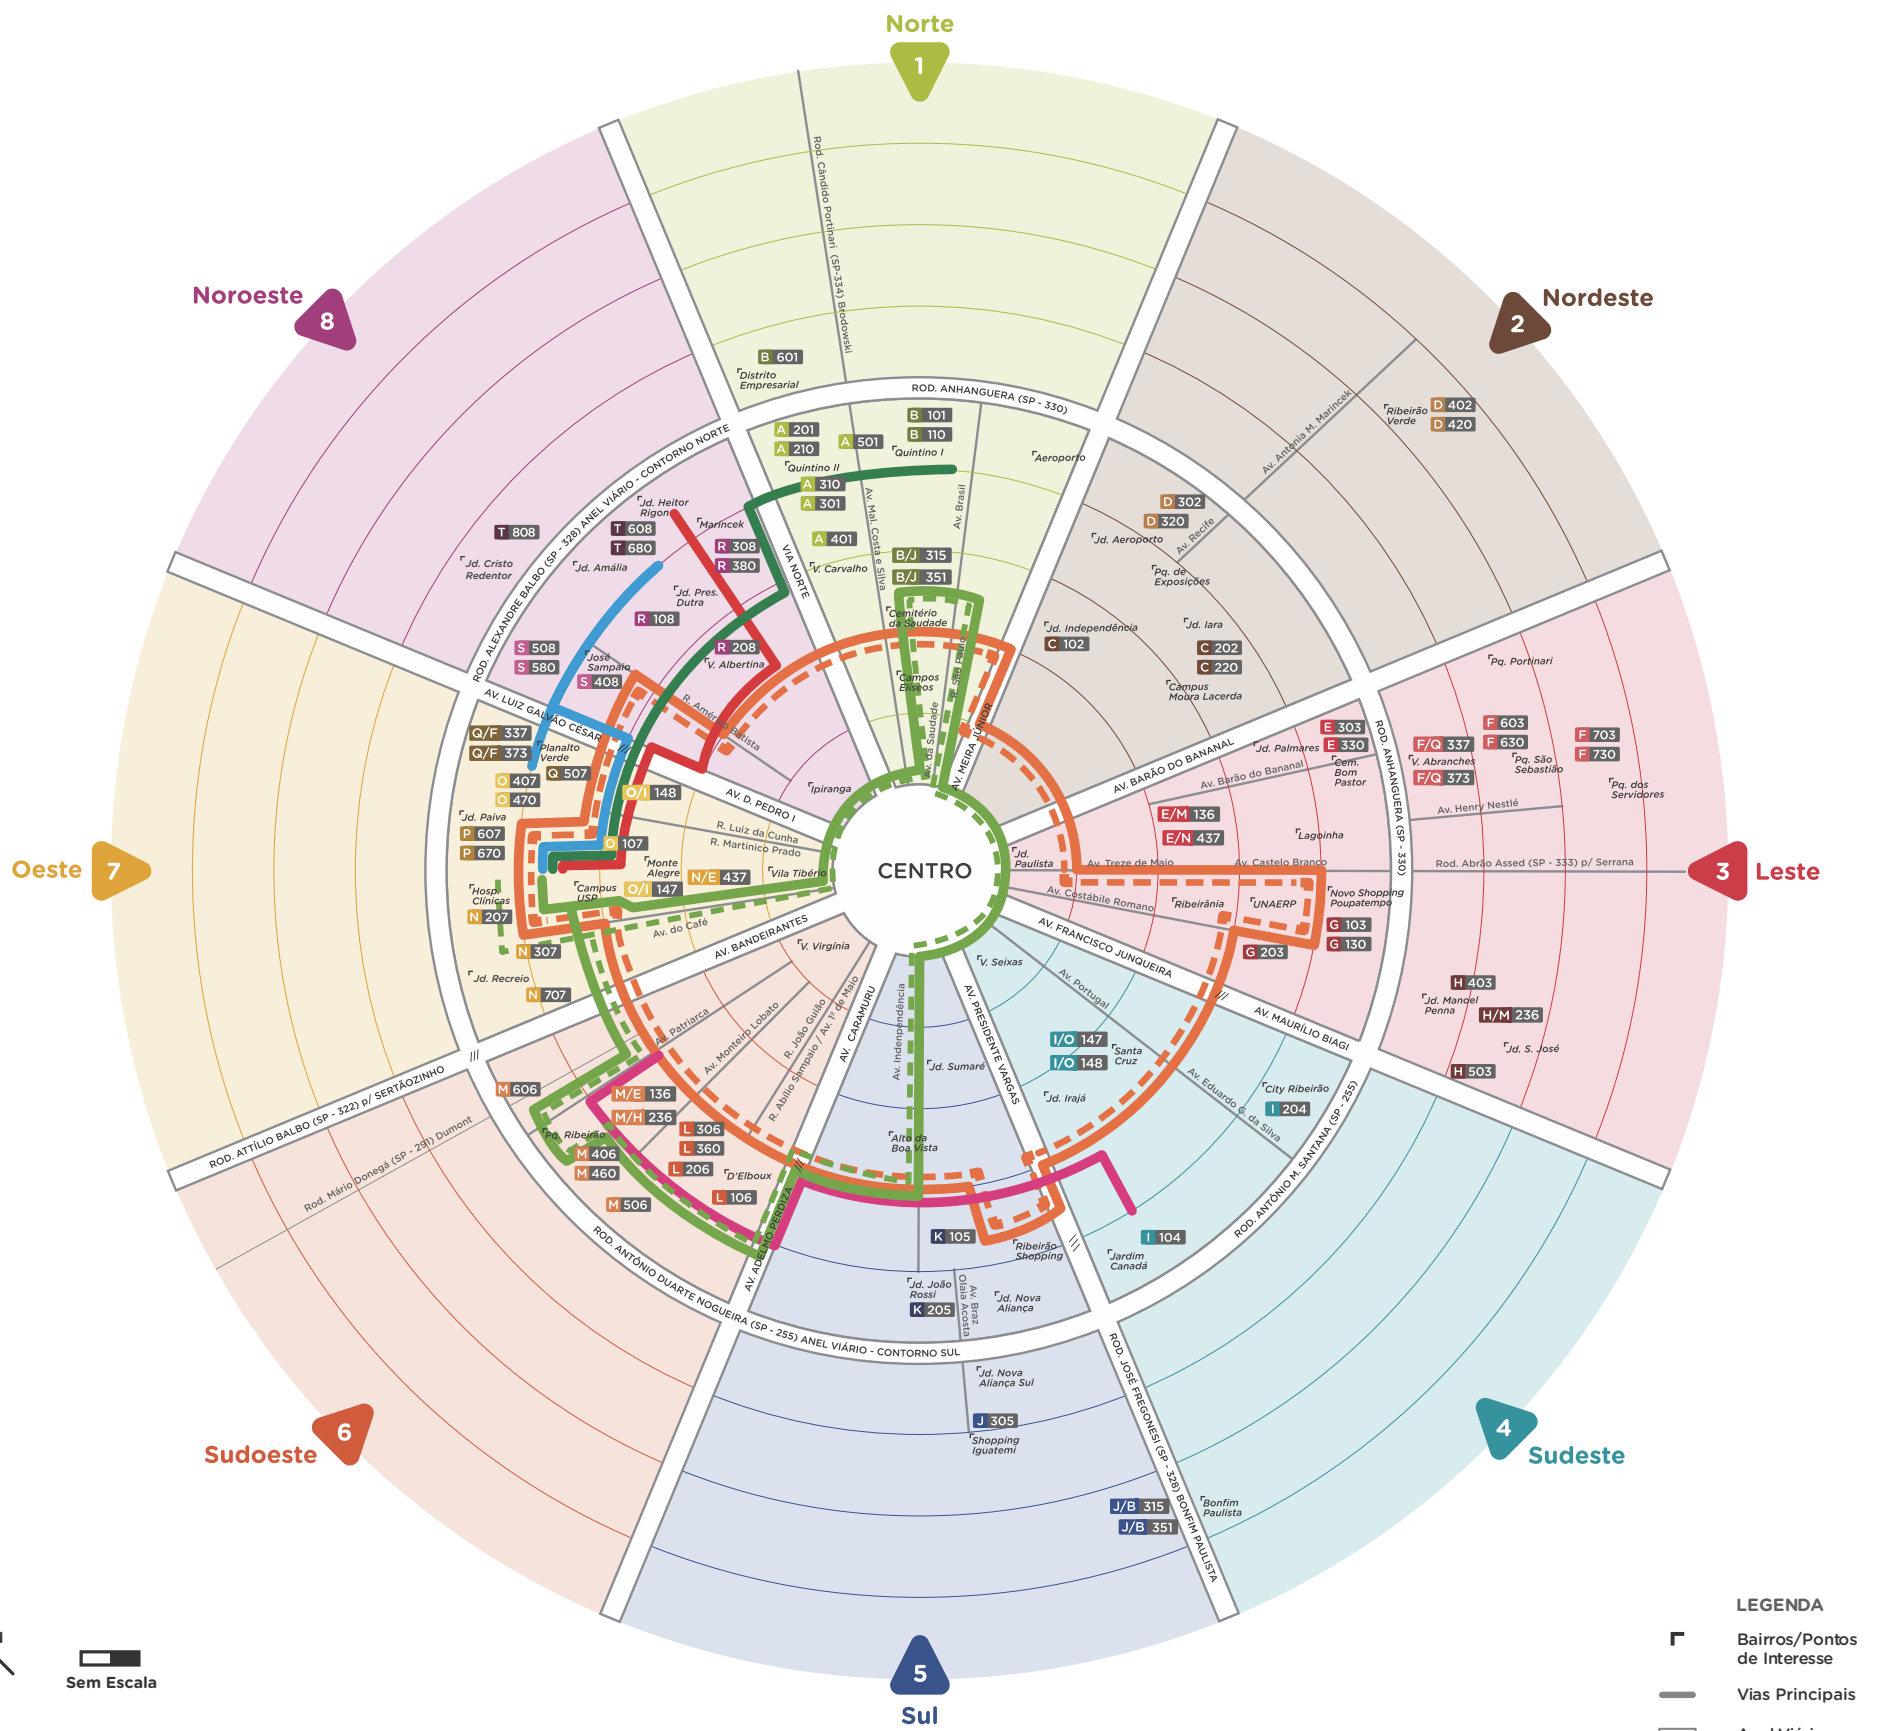 Norte
1
Rod. Cândido Portinari (SP-334) Brodowski
B 601
Distrito
Empresarial
ROD. ANHANGUERA (SP - 330)
A 201
A 210
A 501
B 101
B 110
Quintino I
Quintino II
Aeroporto
A 310
A 301
A 401
V. Carvalho
Av. Mal. Costa e Silva
Av. Brasil
B/J 315
B/J 351
Cemitério
da Saudade
Campos
Elíseos
R. São Paulo
Av. da Saudade
AV. MEIRA JÚNIOR
VIA NORTE
Nordeste
2
Av. Antonia M. Marincek
Ribeirão
Verde
D 402
D 420
D 302
D 320
Jd. Aeroporto
Av. Recife
Pq. de
Exposições
Jd. Independência
C 102
Jd. Iara
C 202
C 220
Campus
Moura Lacerda
AV. BARÃO DO BANANAL
Leste
3
Pq. Portinari
E 303
E 330
Jd. Palmares
Cem.
Bom
Pastor
Av. Barão do Bananal
F/Q 337
V. Abranches
F/Q 373
F 603
F 630
Pq. São
Sebastião
F 703
F 730
Pq. dos
Servidores
Av. Henry Nestlé
E/M 136
E/N 437
Lagoinha
ROD. ANHANGUERA (SP - 330)
Jd.
Paulista
Av. Treze de Maio
Av. Castelo Branco
Rod. Abrão Assed (SP - 333) p/ Serrana
Av. Costábile Romano
Ribeirânia
UNAERP
Novo Shopping
Poupatempo
G 103
G 130
G 203
H 403
Jd. Manoel
Penna
H/M 236
Jd. S. José
H 503
AV. FRANCISCO JUNQUEIRA
AV. MAURÍLIO BIAGI
Sudeste
4
V. Seixas
Av. Portugal
I/O 147
I/O 148
Santa
Cruz
Jd. Irajá
Av. Eduardo G. da Silva
City Ribeirão
I 204
I 104
Jardim
Canadá
ROD. ANTÔNIO M. SANTANA (SP - 255)
Bonfim
Paulista
AV. PRESIDENTE VARGAS
ROD. JOSÉ FREGONESI (SP - 328) BONFIM PAULISTA
Sul
5
Av. Independência
Jd. Sumaré
Alto da
Boa Vista
K 105
Ribeirão
Shopping
Jd. João
Rossi
K 205
Av. Braz
Olaia Acosta
Jd. Nova
Aliança
Jd. Nova
Aliança Sul
J 305
Shopping
Iguatemi
J/B 315
J/B 351
AV. CARAMURU
AV. ADELMO PERDIZA
ROD. ANTÔNIO DUARTE NOGUEIRA (SP - 255) ANEL VIÁRIO - CONTORNO SUL
Sudoeste
6
V. Virgínia
Av. Patriarca
Av. Monteiro Lobato
R. João Guião
R. Abílio Sampaio / Av. 1º de Maio
M 606
M/E 136
M/H 236
Pq. Ribeirão
M 406
M 460
L 306
L 360
L 206
D'Elboux
L 106
M 506
Rod. Mário Donegá (SP - 291) Dumont
ROD. ATTÍLIO BALBO (SP - 322) p/ SERTÃOZINHO
AV. BANDEIRANTES
Oeste
7
AV. LUIZ GALVÃO CÉSAR
Q/F 337
Q/F 373
Planalto
Verde
O 407
Q 507
O 470
O/I 148
Jd. Paiva
P 607
P 670
O 107
R. Luiz da Cunha
R. Martinico Prado
Monte
Alegre
N/E 437
Vila Tibério
O/I 147
Campus
USP
Hosp.
Clínicas
N 207
N 307
Av. do Café
Jd. Recreio
N 707
AV. D. PEDRO I
Noroeste
8
ROD. ALEXANDRE BALBO (SP - 328) ANEL VIÁRIO - CONTORNO NORTE
T 808
Jd. Cristo
Redentor
Jd. Heitor
Rigon
T 608
T 680
Jd. Amália
Marincek
R 308
R 380
Jd. Pres.
Dutra
R 108
S 508
S 580
José
Sampaio
S 408
R 208
V. Albertina
R. Américo Batista
Ipiranga
CENTRO
Sem Escala
LEGENDA
Bairros/Pontos
de Interesse
Vias Principais